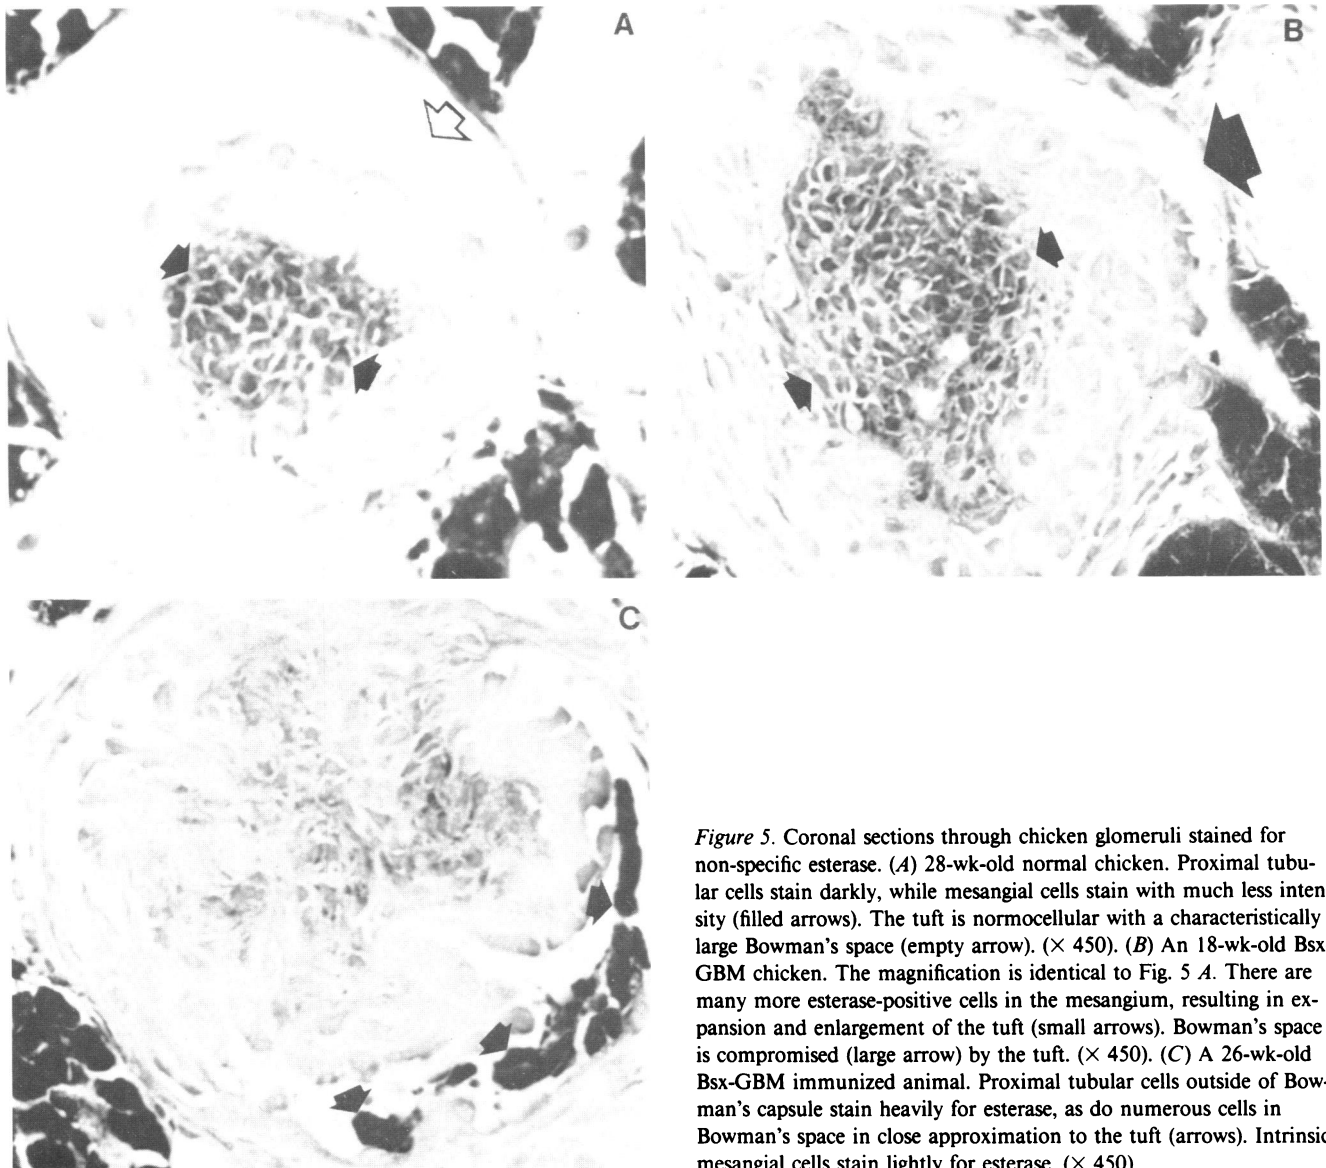 A
B
C
Figure 5. Coronal sections through chicken glomeruli stained for
non-specific esterase. (A) 28-wk-old normal chicken. Proximal tubu-
lar cells stain darkly, while mesangial cells stain with much less inten
sity (filled arrows). The tuft is normocellular with a characteristically
large Bowman's space (empty arrow). (× 450). (B) An 18-wk-old Bsx
GBM chicken. The magnification is identical to Fig. 5 A. There are
many more esterase-positive cells in the mesangium, resulting in ex-
pansion and enlargement of the tuft (small arrows). Bowman's space
is compromised (large arrow) by the tuft. (× 450). (C) A 26-wk-old
Bsx-GBM immunized animal. Proximal tubular cells outside of Bow-
man's capsule stain heavily for esterase, as do numerous cells in
Bowman's space in close approximation to the tuft (arrows). Intrinsic
mesangial cells stain lightly for esterase. (× 450)